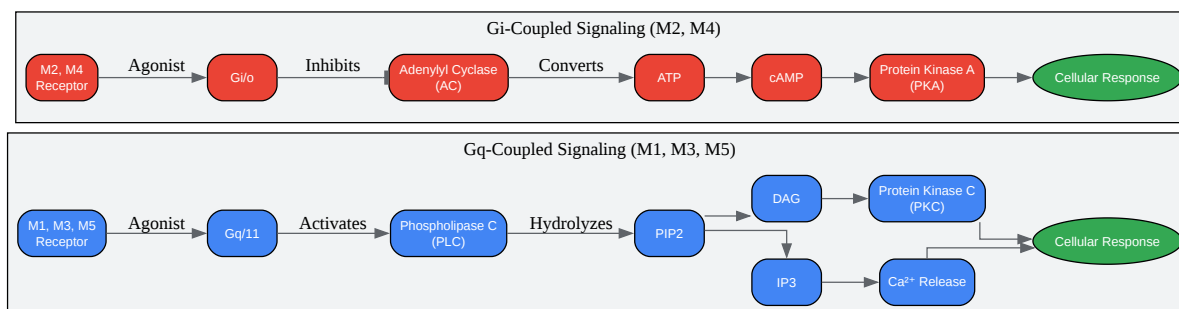 Gi-Coupled Signaling (M2, M4)
M2, M4
Receptor
Agonist
Gi/o
Inhibits
Adenylyl Cyclase
(AC)
Converts
ATP
cAMP
Protein Kinase A
(PKA)
Cellular Response
Gq-Coupled Signaling (M1, M3, M5)
M1, M3, M5
Receptor
Agonist
Gq/11
Activates
Phospholipase C
(PLC)
Hydrolyzes
PIP2
DAG
Protein Kinase C
(PKC)
IP3
Ca²⁺ Release
Cellular Response